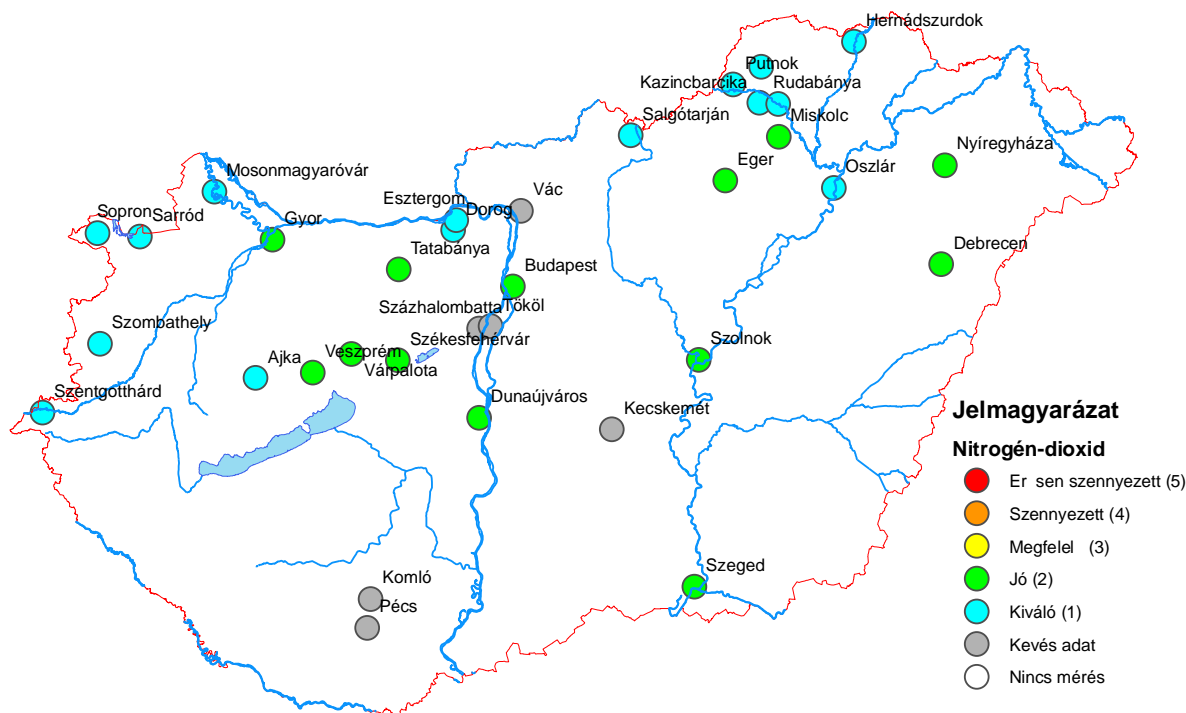 Hernádszurdok
Putnok
Kazincbarcika
Rudabánya
Salgótarján
Miskolc
Nyíregyháza
Eger
Oszlár
Mosonmagyaróvár
Vác
Esztergom
Dorog
Sopron
Sarród
Gyor
Tatabánya
Debrecen
Budapest
Százhalombatta
Tököl
Szombathely
Székesfehérvár
Szolnok
Ajka
Veszprém
Várpalota
Szentgotthárd
Dunaújváros
Kecskemét
Szeged
Komló
Pécs
Jelmagyarázat
Nitrogén-dioxid
Er sen szennyezett (5)
Szennyezett (4)
Megfelel (3)
Jó (2)
Kiváló (1)
Kevés adat
Nincs mérés